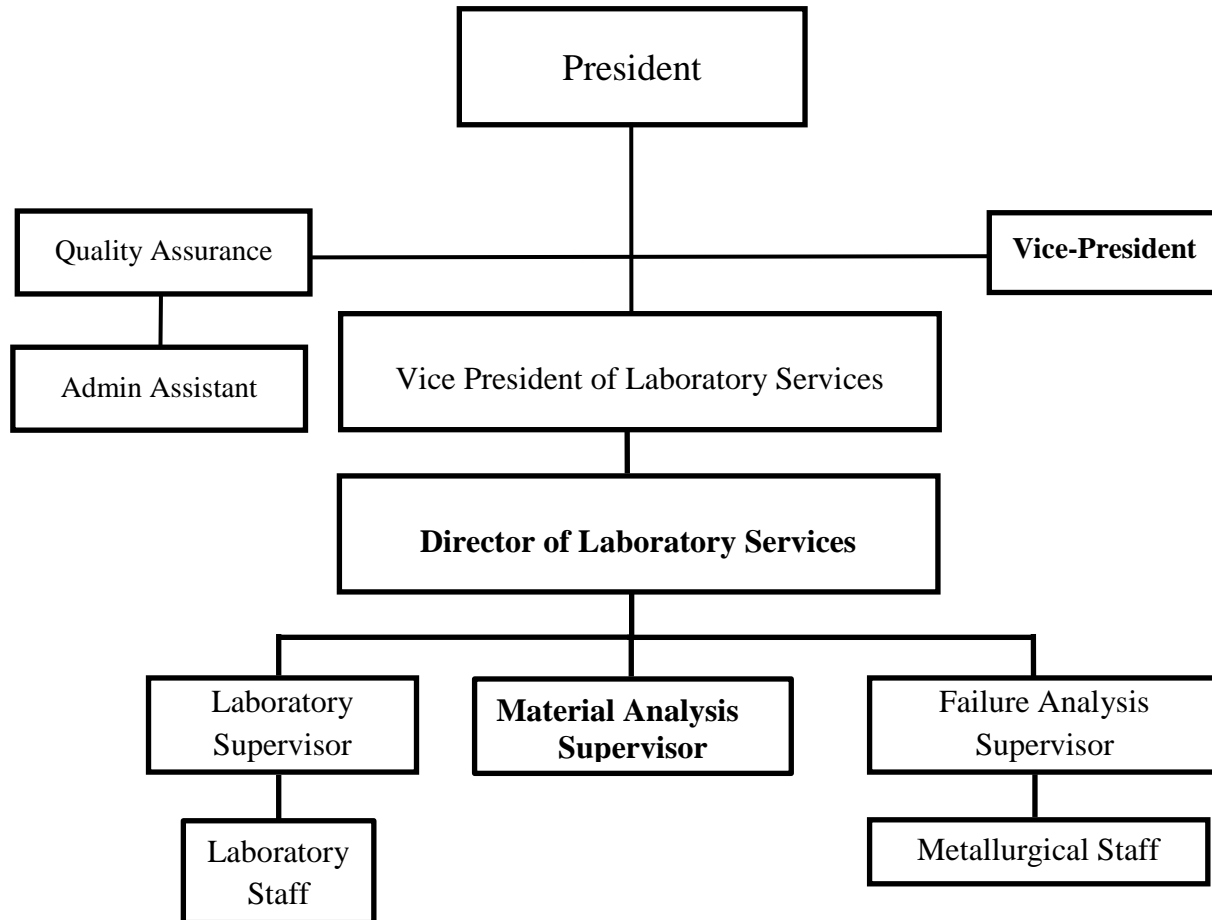 President
Quality Assurance
Vice-President
Admin Assistant
Vice President of Laboratory Services
Director of Laboratory Services
Laboratory
Supervisor
Material Analysis
Supervisor
Failure Analysis
Supervisor
Laboratory
Staff
Metallurgical Staff